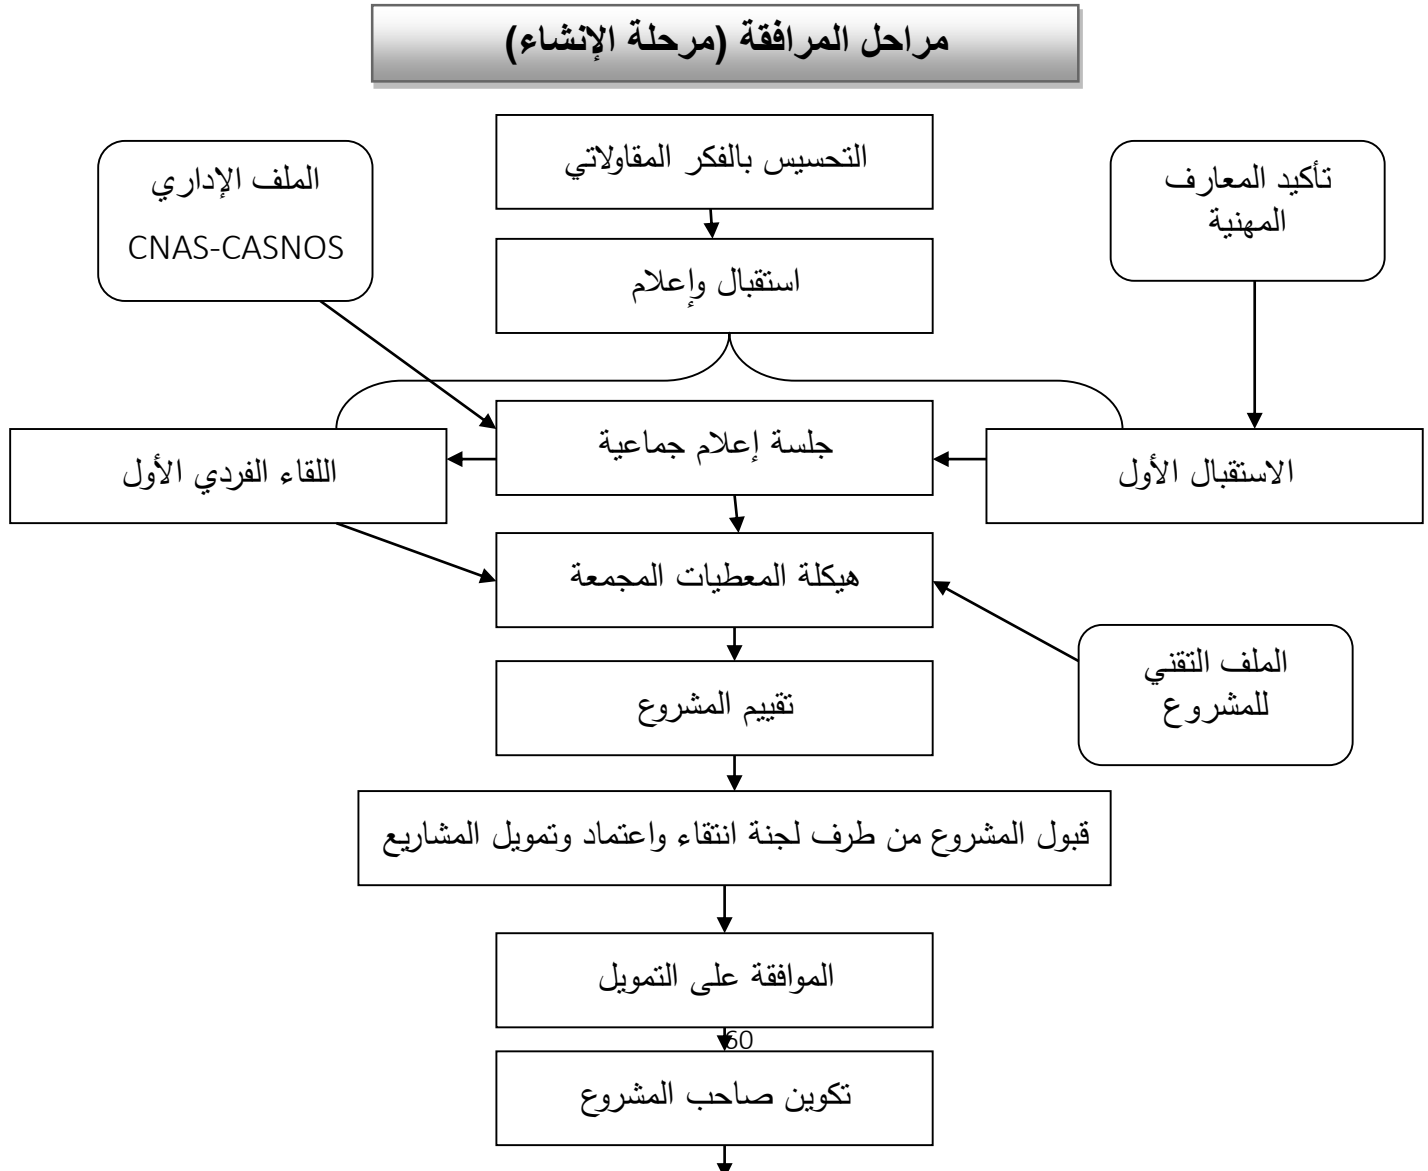 مراحل المرافقة (مرحلة الإنشاء)
التحسيس بالفكر المقاولاتي
تأكيد المعارف
المهنية
الملف الإداري
CNAS-CASNOS
استقبال وإعلام
الاستقبال الأول
جلسة إعلام جماعية
اللقاء الفردي الأول
هيكلة المعطيات المجمعة
الملف التقني
للمشروع
تقييم المشروع
قبول المشروع من طرف لجنة انتقاء واعتماد وتمويل المشاريع
الموافقة على التمويل
60
تكوين صاحب المشروع